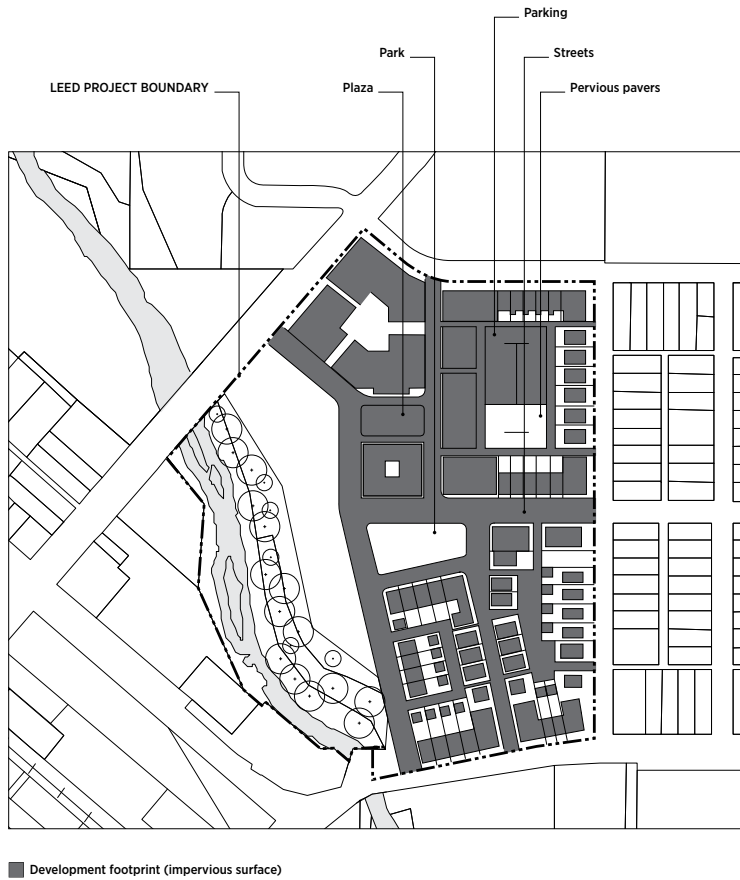 Parking
Park
Streets
LEED PROJECT BOUNDARY
Plaza
Pervious pavers
Development footprint (impervious surface)